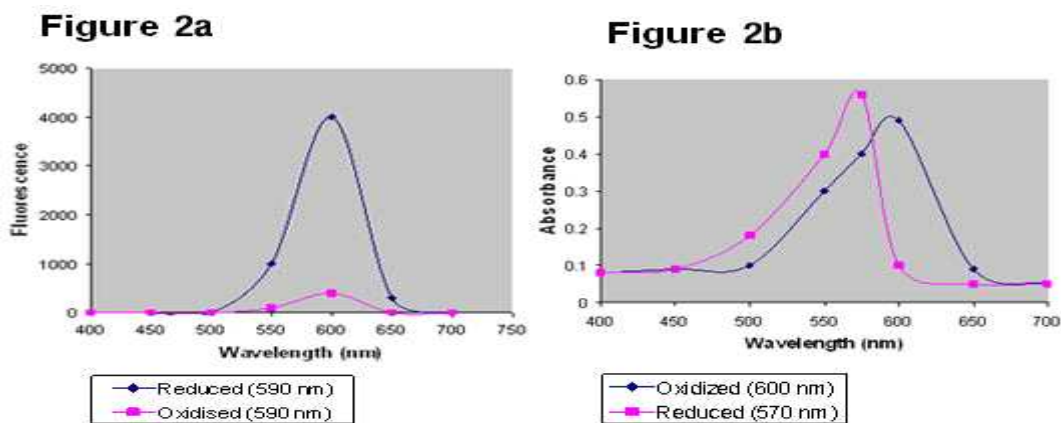 Figure 2a
5000
4000
3000
2000
1000
0
Fluorescence
400 450 500 550 600 650 700 750
Wavelength (nm)
Reduced (590 nm)
Oxidised (590 nm)
Figure 2b
0.6
0.5
0.4
0.3
0.2
0.1
0
Absorbance
400 450 500 550 600 650 700
Wavelength (nm)
Oxidized (600 nm)
Reduced (570 nm)